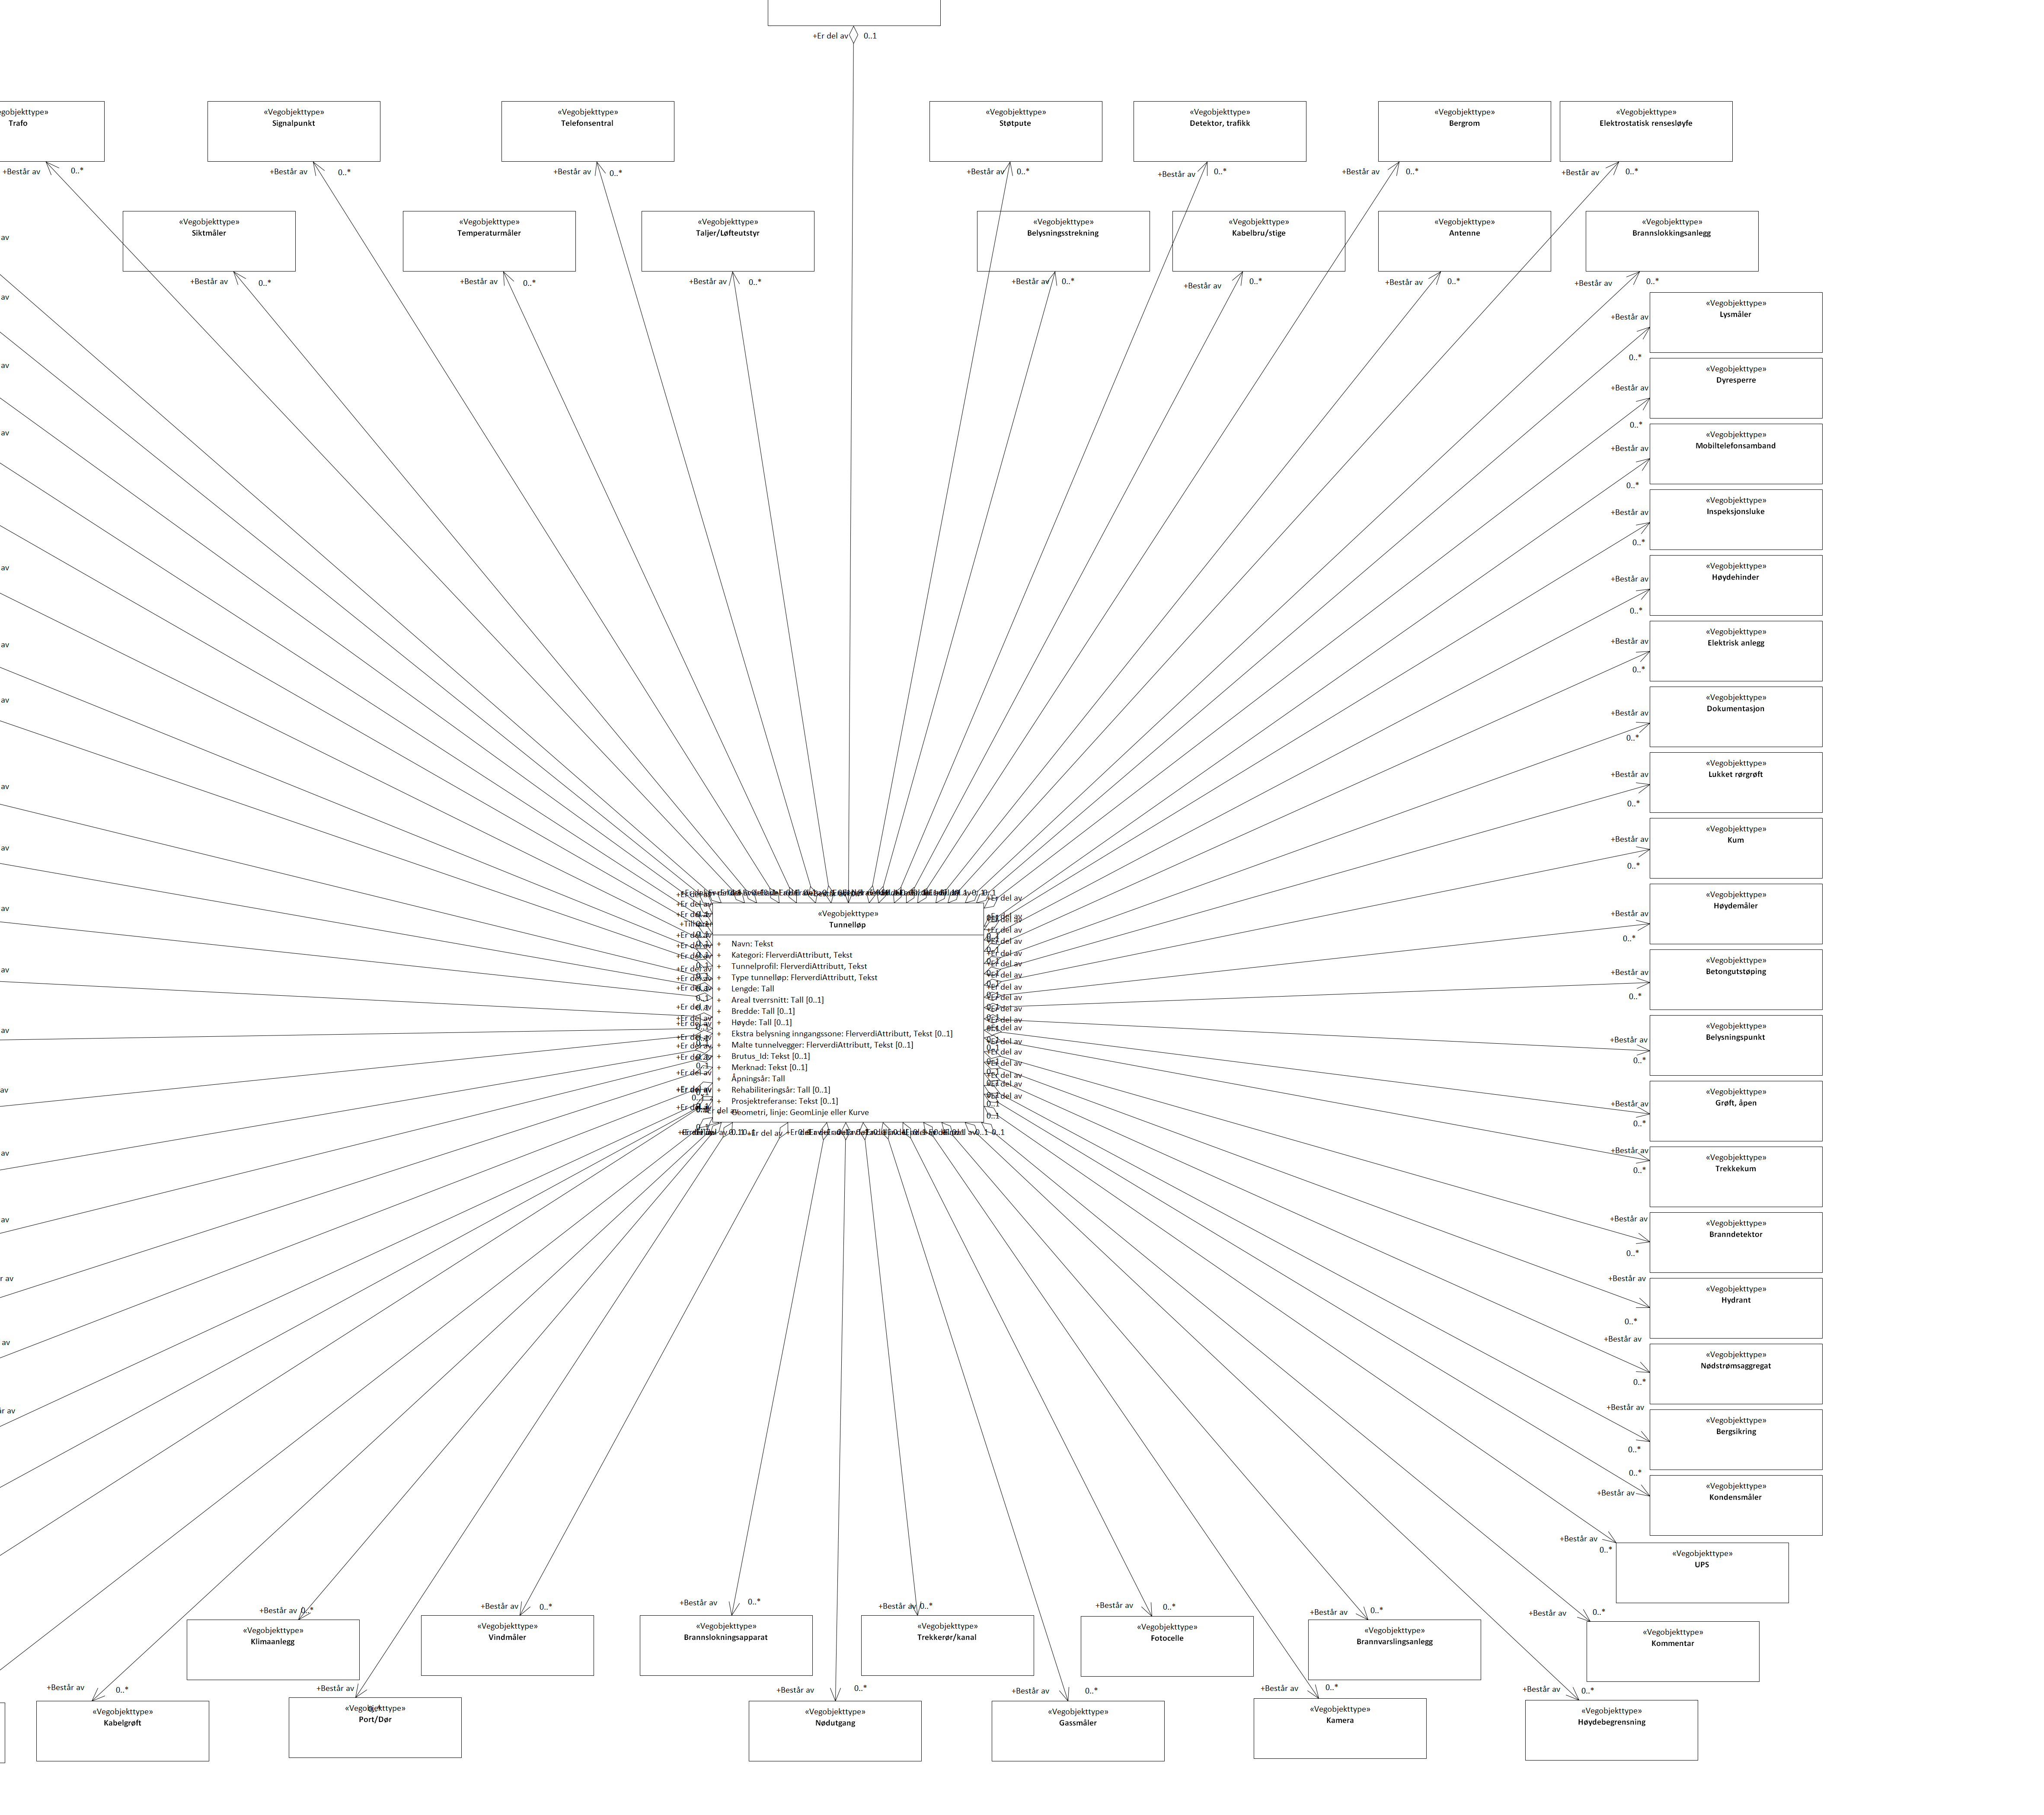 +Er del av 0..1
«Vegobjekttype»
Trafo
+Består av 0..*
«Vegobjekttype»
Signalpunkt
+Består av 0..*
«Vegobjekttype»
Telefonsentral
+Består av 0..*
«Vegobjekttype»
Støtpute
+Består av 0..*
«Vegobjekttype»
Detektor, trafikk
+Består av 0..*
«Vegobjekttype»
Bergrom
+Består av 0..*
«Vegobjekttype»
Elektrostatisk rensesløyfe
+Består av 0..*
«Vegobjekttype»
Siktmåler
+Består av 0..*
«Vegobjekttype»
Temperaturmåler
+Består av 0..*
«Vegobjekttype»
Taljer/Løfteutstyr
+Består av 0..*
«Vegobjekttype»
Belysningsstrekning
+Består av 0..*
«Vegobjekttype»
Kabelbru/stige
+Består av 0..*
«Vegobjekttype»
Antenne
+Består av 0..*
«Vegobjekttype»
Brannslokkingsanlegg
+Består av 0..*
«Vegobjekttype»
Lysmåler
+Består av
0..*
«Vegobjekttype»
Dyresperre
+Består av
0..*
«Vegobjekttype»
Mobiltelefonsamband
+Består av
0..*
«Vegobjekttype»
Inspeksjonsluke
+Består av
0..*
«Vegobjekttype»
Høydehinder
+Består av
0..*
«Vegobjekttype»
Elektrisk anlegg
+Består av
0..*
«Vegobjekttype»
Dokumentasjon
+Består av
0..*
«Vegobjekttype»
Lukket rørgrøft
+Består av
0..*
«Vegobjekttype»
Kum
+Består av
0..*
«Vegobjekttype»
Høydemåler
+Består av
0..*
«Vegobjekttype»
Betongutstøping
+Består av
0..*
«Vegobjekttype»
Belysningspunkt
+Består av
0..*
«Vegobjekttype»
Grøft, åpen
+Består av
0..*
«Vegobjekttype»
Trekkekum
+Består av
0..*
«Vegobjekttype»
Branndetektor
+Består av
0..*
«Vegobjekttype»
Hydrant
+Består av
0..*
«Vegobjekttype»
Nødstrømsaggregat
+Består av
0..*
«Vegobjekttype»
Bergsikring
+Består av
0..*
«Vegobjekttype»
Kondensmåler
0..*
+Består av
«Vegobjekttype»
Tunnelløp
+ Navn: Tekst
+ Kategori: FlerverdiAttributt, Tekst
+ Tunnelprofil: FlerverdiAttributt, Tekst
+ Type tunnelløp: FlerverdiAttributt, Tekst
+ Lengde: Tall
+ Areal tverrsnitt: Tall [0..1]
+ Bredde: Tall [0..1]
+ Høyde: Tall [0..1]
+ Ekstra belysning inngangssone: FlerverdiAttributt, Tekst [0..1]
+ Malte tunnelvegger: FlerverdiAttributt, Tekst [0..1]
+ Brutus_Id: Tekst [0..1]
+ Merknad: Tekst [0..1]
+ Åpningsår: Tall
+ Rehabiliteringsår: Tall [0..1]
+ Prosjektreferanse: Tekst [0..1]
+ Geometri, linje: GeomLinje eller Kurve
+Består av
0..*
«Vegobjekttype»
UPS
+Består av 0..*
«Vegobjekttype»
Klimaanlegg
+Består av 0..*
«Vegobjekttype»
Vindmåler
+Består av 0..*
«Vegobjekttype»
Brannslokningsapparat
+Består av 0..*
«Vegobjekttype»
Trekkerør/kanal
+Består av 0..*
«Vegobjekttype»
Fotocelle
+Består av 0..*
«Vegobjekttype»
Brannvarslingsanlegg
+Består av 0..*
«Vegobjekttype»
Kommentar
+Består av 0..*
«Vegobjekttype»
Kabelgrøft
+Består av
0..*
«Vegobjekttype»
Port/Dør
+Består av 0..*
«Vegobjekttype»
Nødutgang
+Består av 0..*
«Vegobjekttype»
Gassmåler
+Består av 0..*
«Vegobjekttype»
Kamera
+Består av 0..*
«Vegobjekttype»
Høydebegrensning